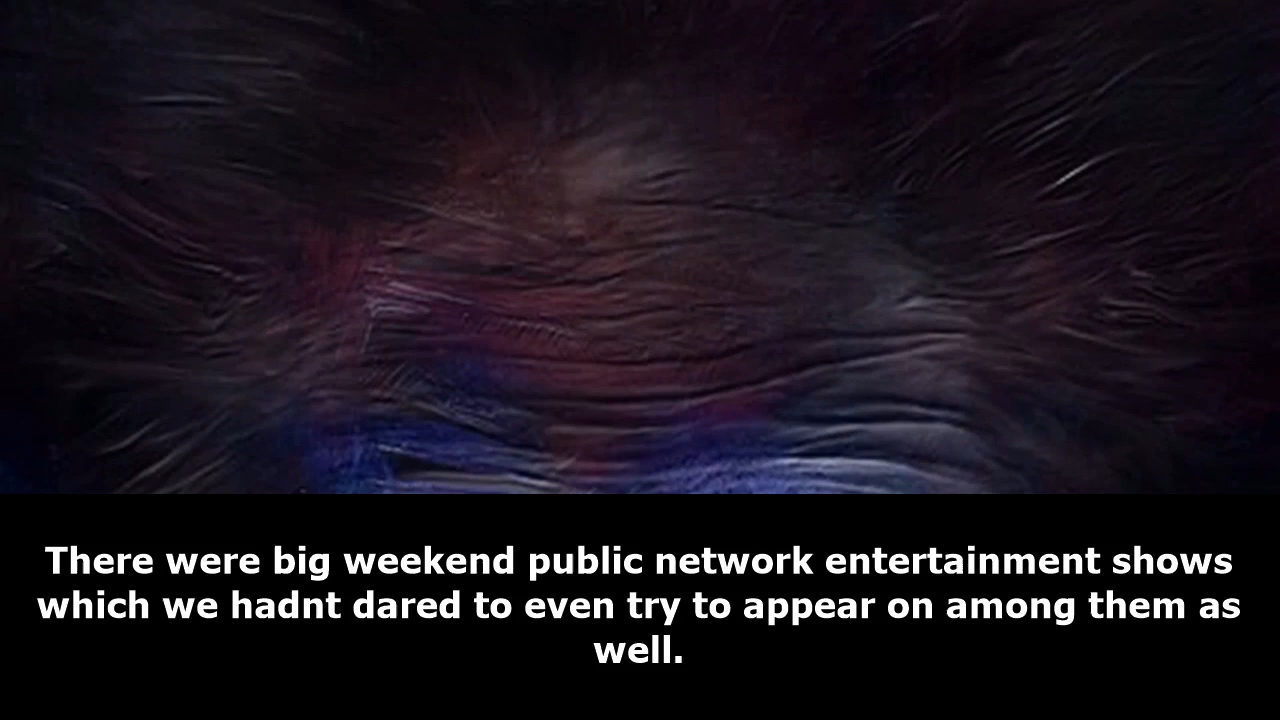 There were big weekend public network entertainment shows
which we hadnt dared to even try to appear on among them as
well.